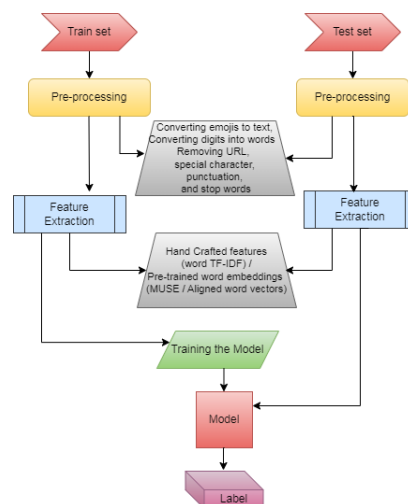 Train set
Test set
Pre-processing
Pre-processing
Converting emojis to text,
Converting digits into words
Removing URL,
special character,
punctuation,
and stop words
Feature
Extraction
Feature
Extraction
Hand Crafted features
(word TF-IDF) /
Pre-trained word embeddings
(MUSE / Aligned word vectors)
Training the Model
Model
Label